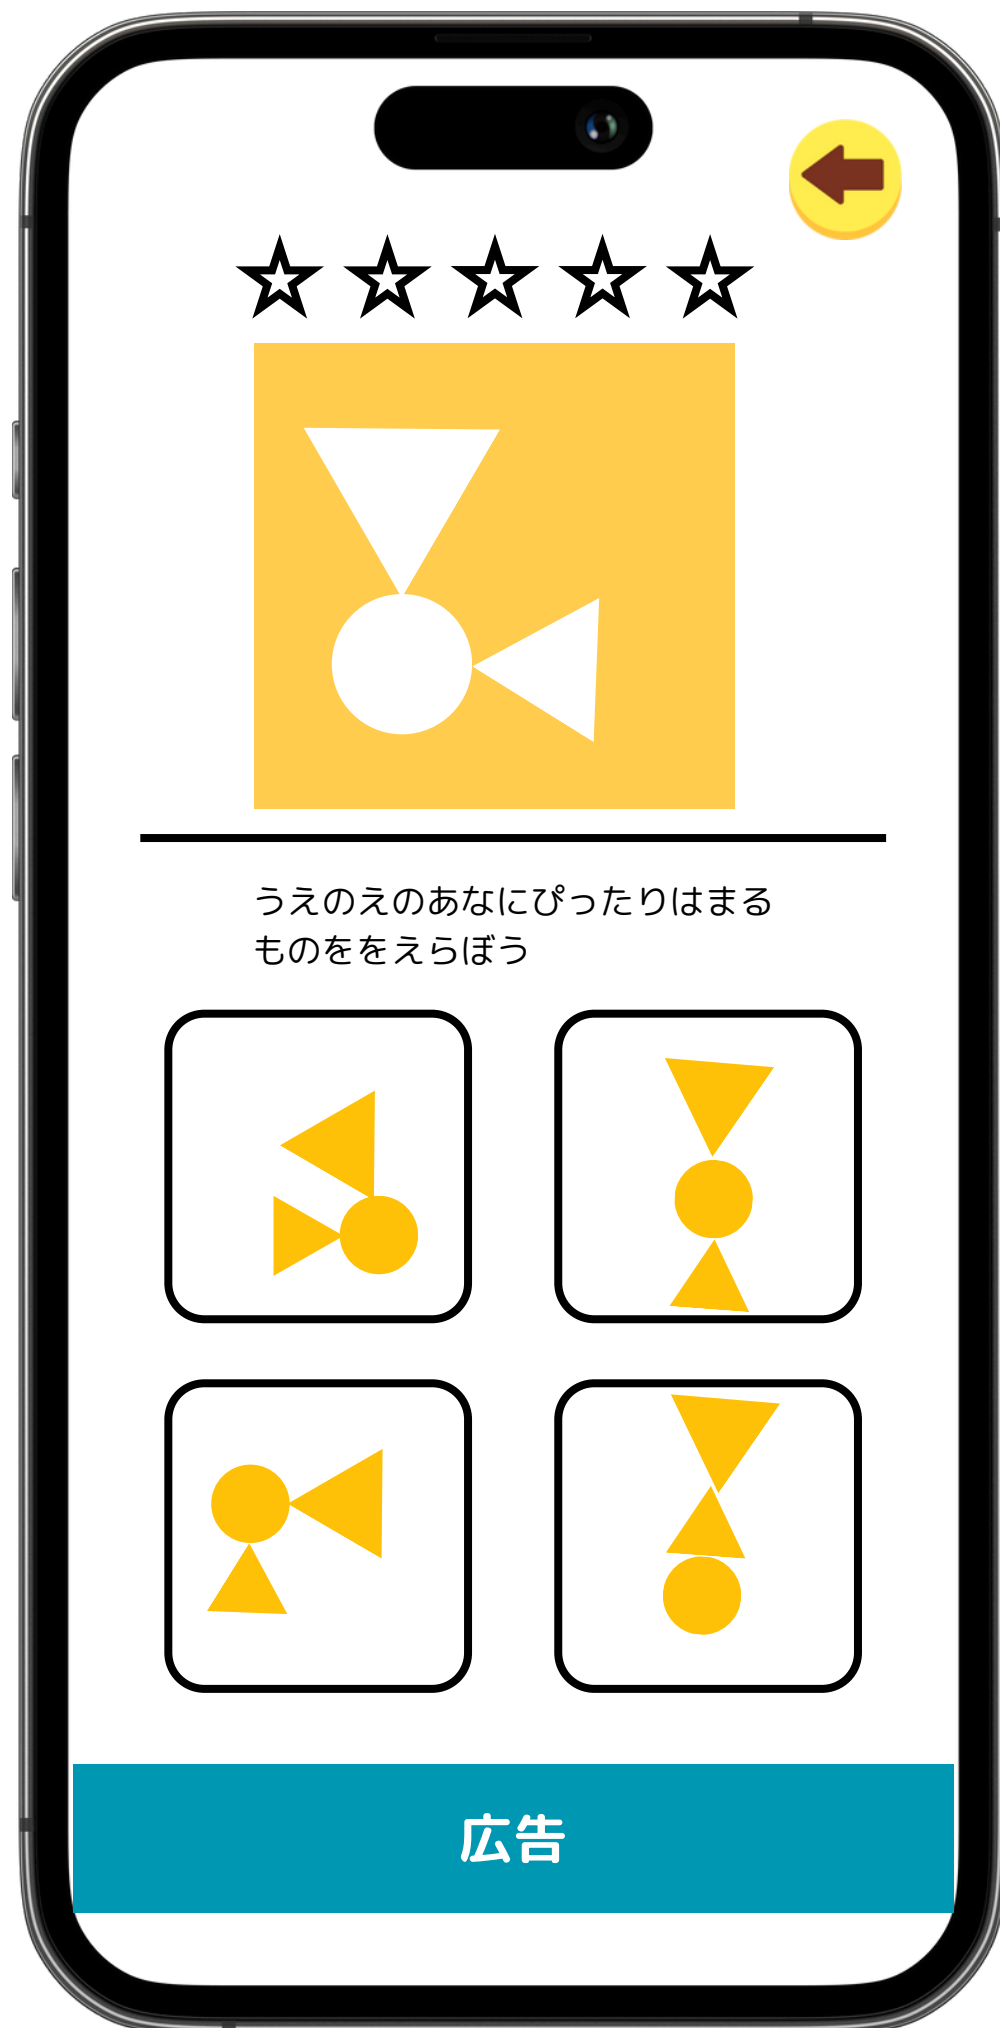 うえのえのあなにぴったりはまる
ものををえらぼう
広告